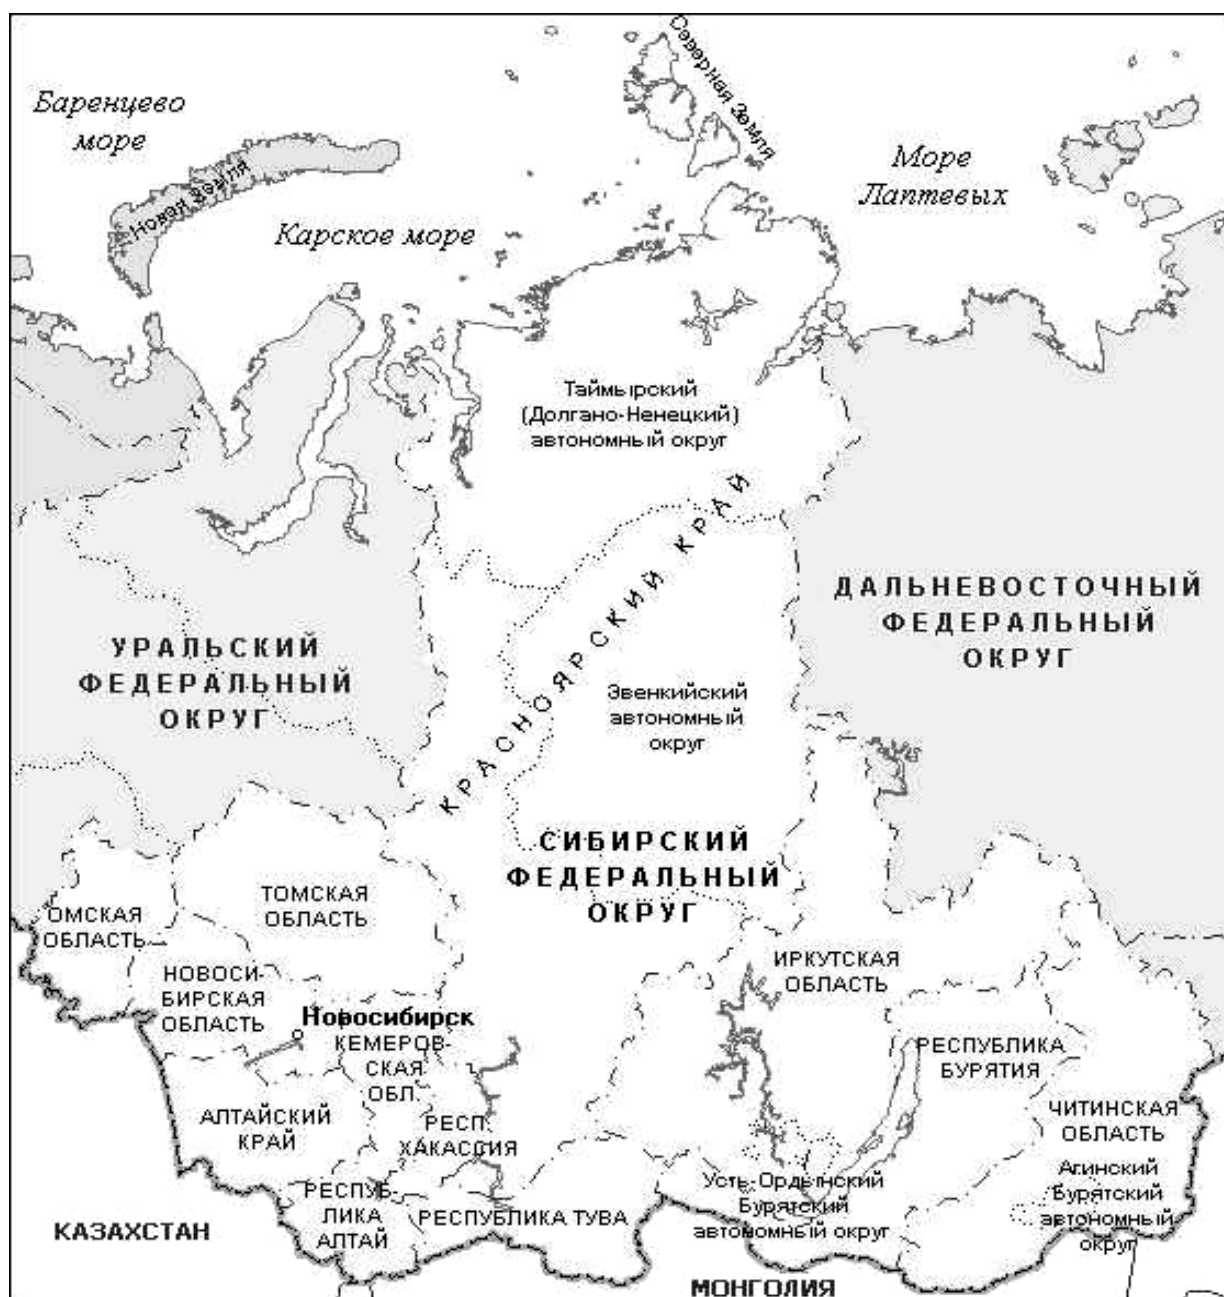 Баренцево
море
Новая Земля
Карское море
Северная Земля
Море
Лаптевых
Таймырский
(Долгано-Ненецкий)
автономный округ
КРАСНОЯРСКИЙ КРАЙ
УРАЛЬСКИЙ
ФЕДЕРАЛЬНЫЙ
ОКРУГ
ДАЛЬНЕВОСТОЧНЫЙ
ФЕДЕРАЛЬНЫЙ
ОКРУГ
Эвенкийский
автономный
округ
СИБИРСКИЙ
ФЕДЕРАЛЬНЫЙ
ОКРУГ
ОМСКАЯ
ОБЛАСТЬ
ТОМСКАЯ
ОБЛАСТЬ
НОВОСИ-
БИРСКАЯ
ОБЛАСТЬ
Новосибирск
КЕМЕРОВ-
СКАЯ
ОБЛ.
ИРКУТСКАЯ
ОБЛАСТЬ
РЕСПУБЛИКА
БУРЯТИЯ
АЛТАЙСКИЙ
КРАЙ
РЕСП.
ХАКАССИЯ
ЧИТИНСКАЯ
ОБЛАСТЬ
РЕСПУБ-
ЛИКА
АЛТАЙ
РЕСПУБЛИКА ТУВА
Усть-Ордынский
Бурятский
автономный округ
Агинский
Бурятский
автономный
округ
КАЗАХСТАН
МОНГОЛИЯ